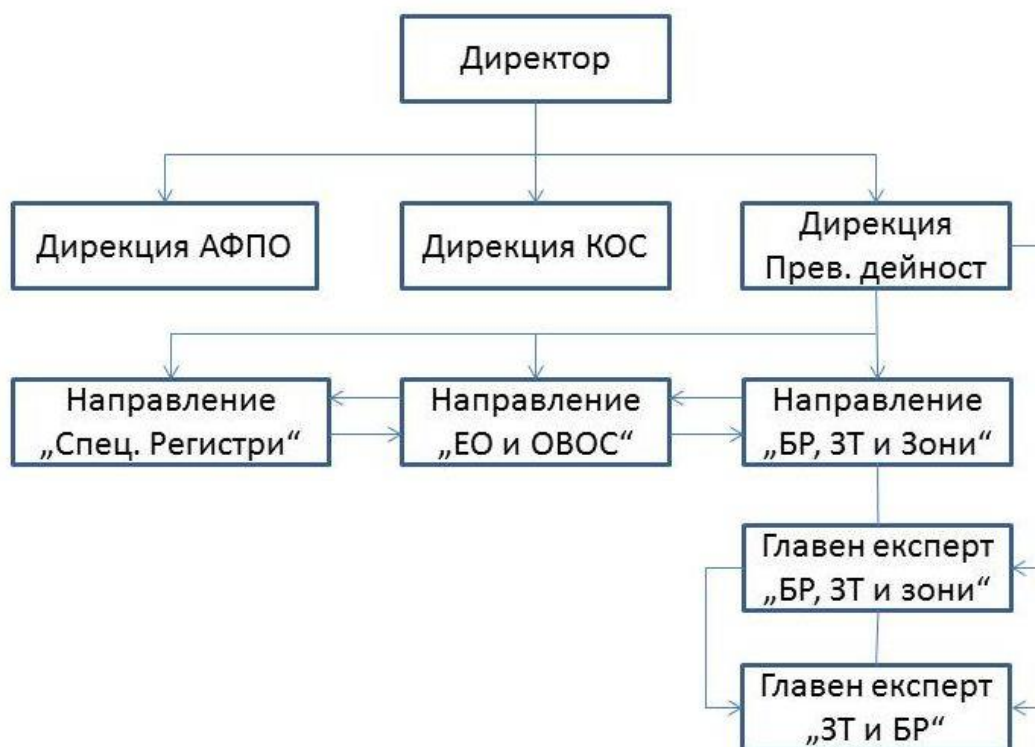 Директор
Дирекция АФПО
Дирекция КОС
Дирекция
Прев. дейност
Направление
„Спец. Регистри“
Направление
„ЕО и ОВОС“
Направление
„БР, ЗТ и Зони“
Главен експерт
„БР, ЗТ и зони“
Главен експерт
„ЗТ и БР“